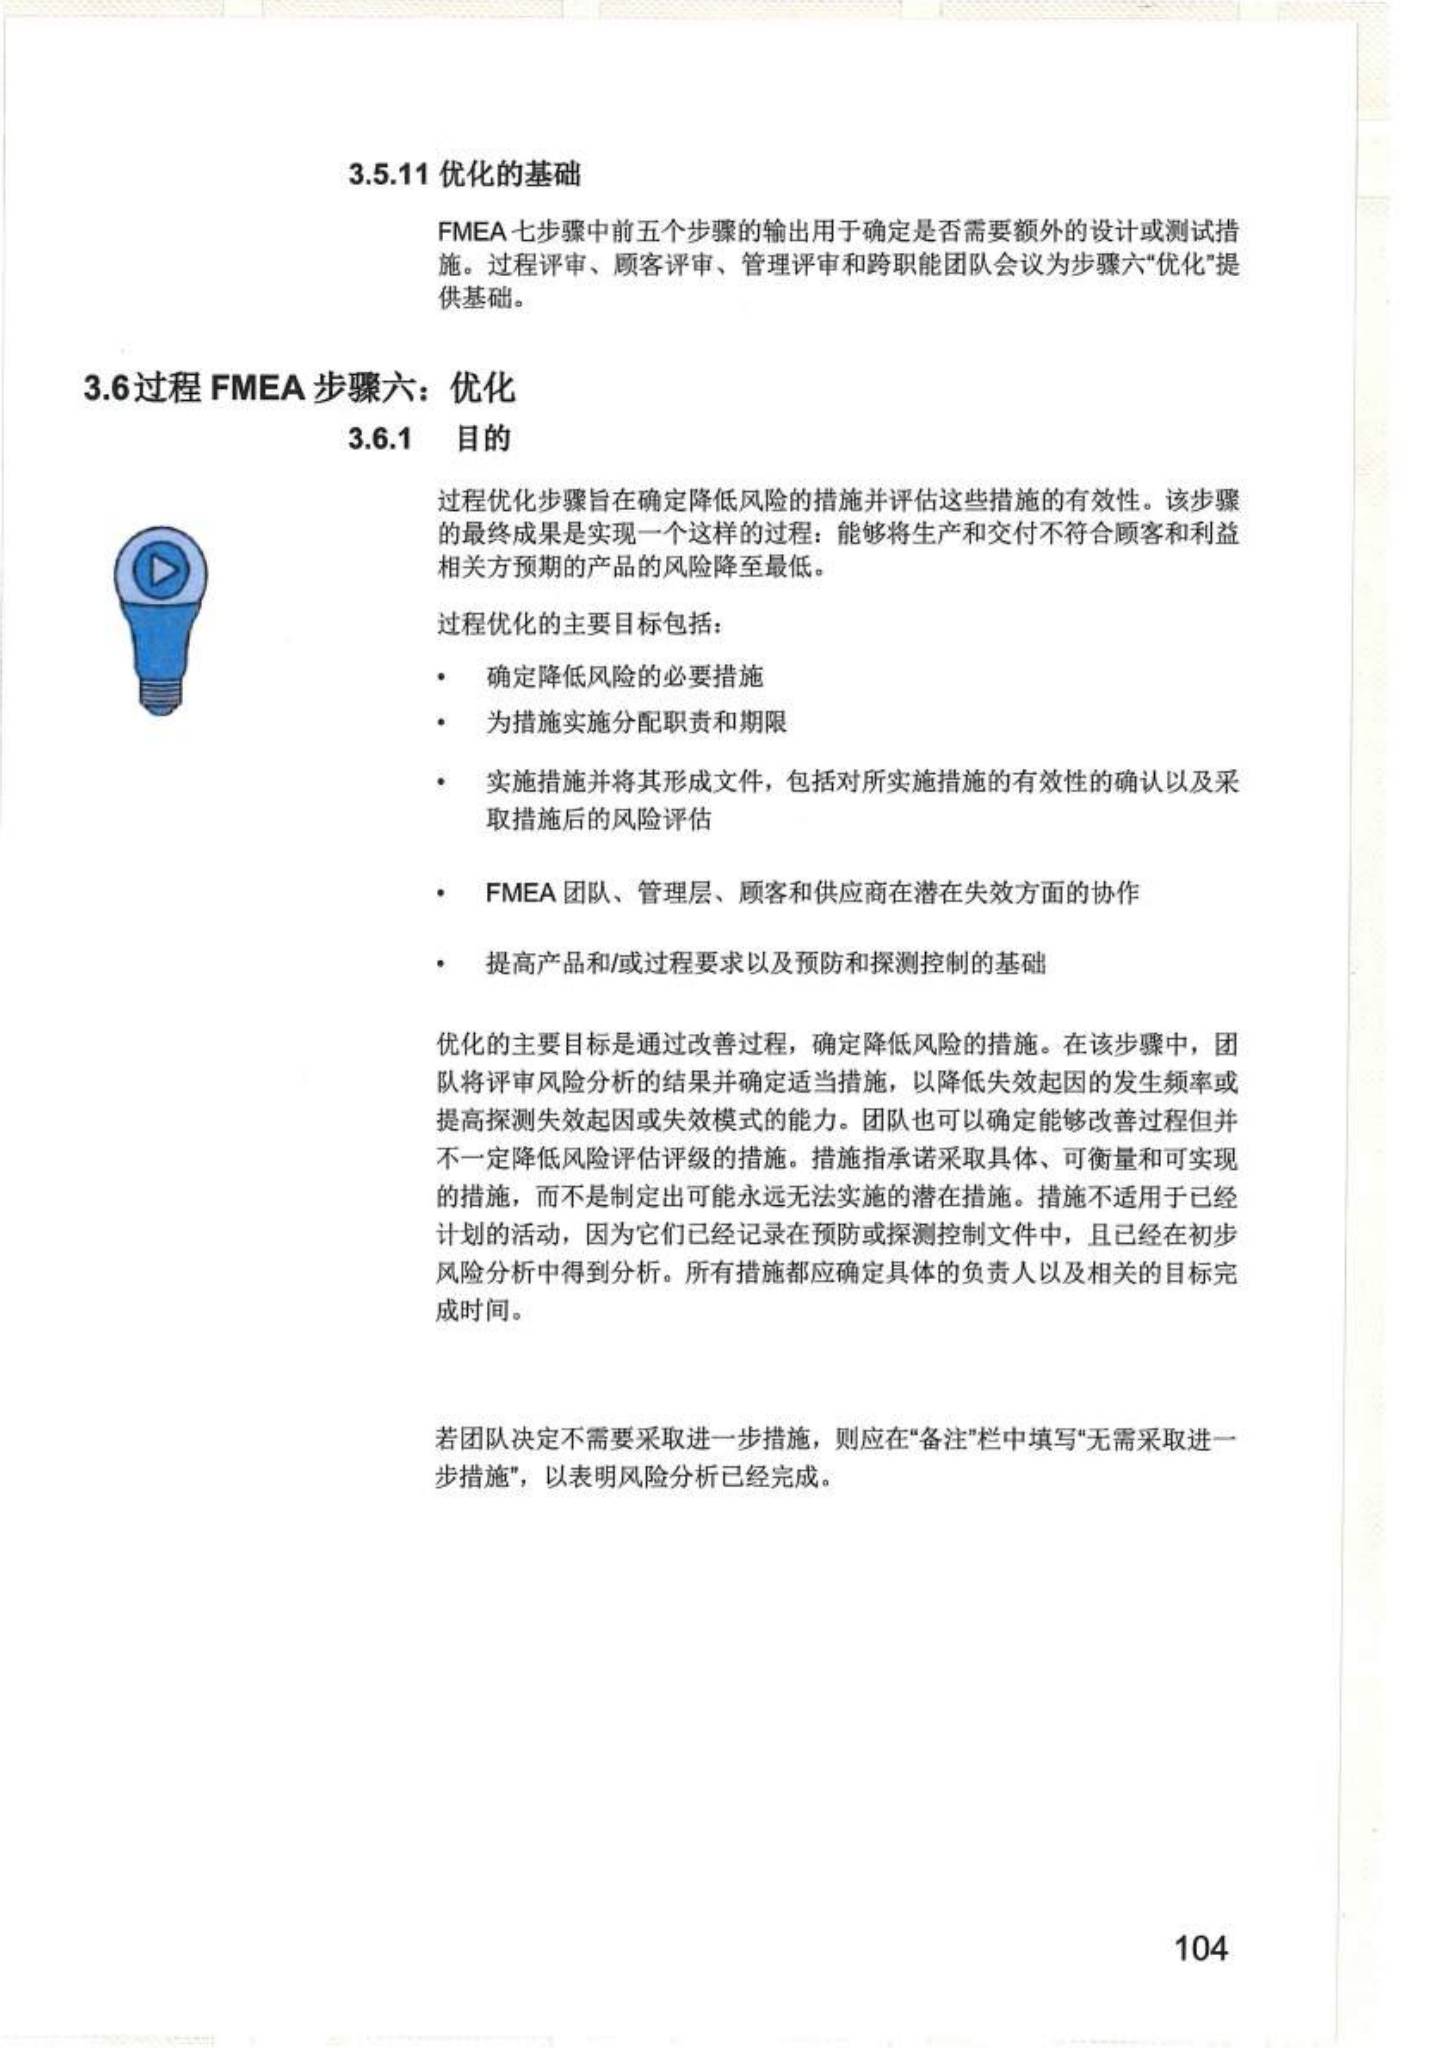 3.5.11 优化的基础
FMEA 七步骤中前五个步骤的输出用于确定是否需要额外的设计或测试措
施。过程评审、顾客评审、管理评审和跨职能团队会议为步骤六“优化”提
供基础。
3.6过程 FMEA 步骤六：优化
3.6.1 目的
过程优化步骤旨在确定降低风险的措施并评估这些措施的有效性。该步骤
的最终成果是实现一个这样的过程：能够将生产和交付不符合顾客和利益
相关方预期的产品的风险降至最低。
过程优化的主要目标包括：
• 确定降低风险的必要措施
• 为措施实施分配职责和期限
• 实施措施并将其形成文件，包括对所实施措施的有效性的确认以及采
取措施后的风险评估
• FMEA 团队、管理层、顾客和供应商在潜在失效方面的协作
• 提高产品和/或过程要求以及预防和探测控制的基础
优化的主要目标是通过改善过程，确定降低风险的措施。在该步骤中，团
队将评审风险分析的结果并确定适当措施，以降低失效起因的发生频率或
提高探测失效起因或失效模式的能力。团队也可以确定能够改善过程但并
不一定降低风险评估评级的措施。措施指承诺采取具体、可衡量和可实现
的措施，而不是制定出可能永远无法实施的潜在措施。措施不适用于已经
计划的活动，因为它们已经记录在预防或探测控制文件中，且已经在初步
风险分析中得到分析。所有措施都应确定具体的负责人以及相关的目标完
成时间。
若团队决定不需要采取进一步措施，则应在“备注”栏中填写“无需采取进一
步措施”，以表明风险分析已经完成。
104